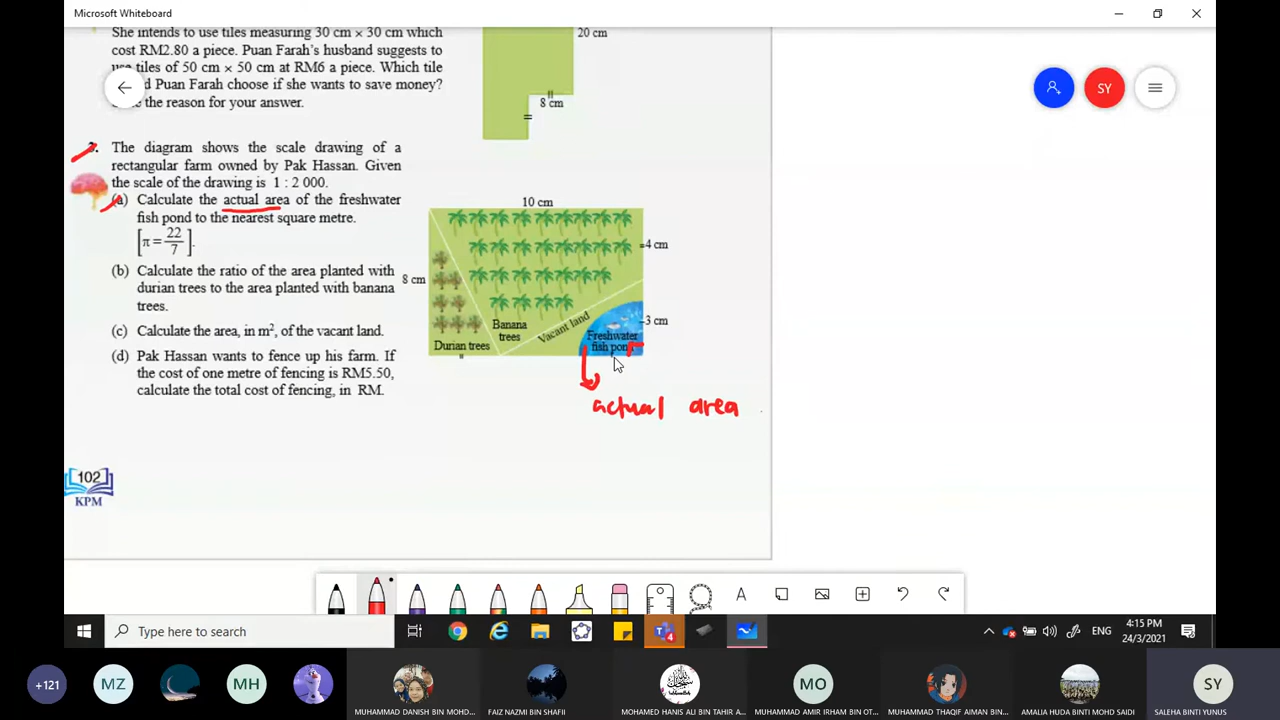 Microsoft Whiteboard
She intends to use tiles measuring 30 cm × 30 cm which
cost RM2.80 a piece. Puan Farah's husband suggests to
use tiles of 50 cm × 50 cm at RM6 a piece. Which tile
Puan Farah choose if she wants to save money?
the reason for your answer.
20 cm
8 cm
SY
The diagram shows the scale drawing of a
rectangular farm owned by Pak Hassan. Given
the scale of the drawing is 1 : 2 000.
(a) Calculate the actual area of the freshwater
fish pond to the nearest square metre.
[π = 22/7].
(b) Calculate the ratio of the area planted with
durian trees to the area planted with banana
trees.
(c) Calculate the area, in m², of the vacant land.
(d) Pak Hassan wants to fence up his farm. If
the cost of one metre of fencing is RM5.50,
calculate the total cost of fencing, in RM.
10 cm
4 cm
8 cm
3 cm
Banana
trees
Vacant land
Freshwater
fish pond
Durian trees
actual area
102
KPM
A
Type here to search
4
ENG
4:15 PM
24/3/2021
+121
MZ
MH
MO
SY
MUHAMMAD DANISH BIN MOHD...
FAIZ NAZMI BIN SHAFII
MOHAMED HANIS ALI BIN TAHIR A...
MUHAMMAD AMIR IRHAM BIN OT...
MUHAMMAD THAQIF AIMAN BIN...
AMALIA HUDA BINTI MOHD SAIDI
SALEHA BINTI YUNUS